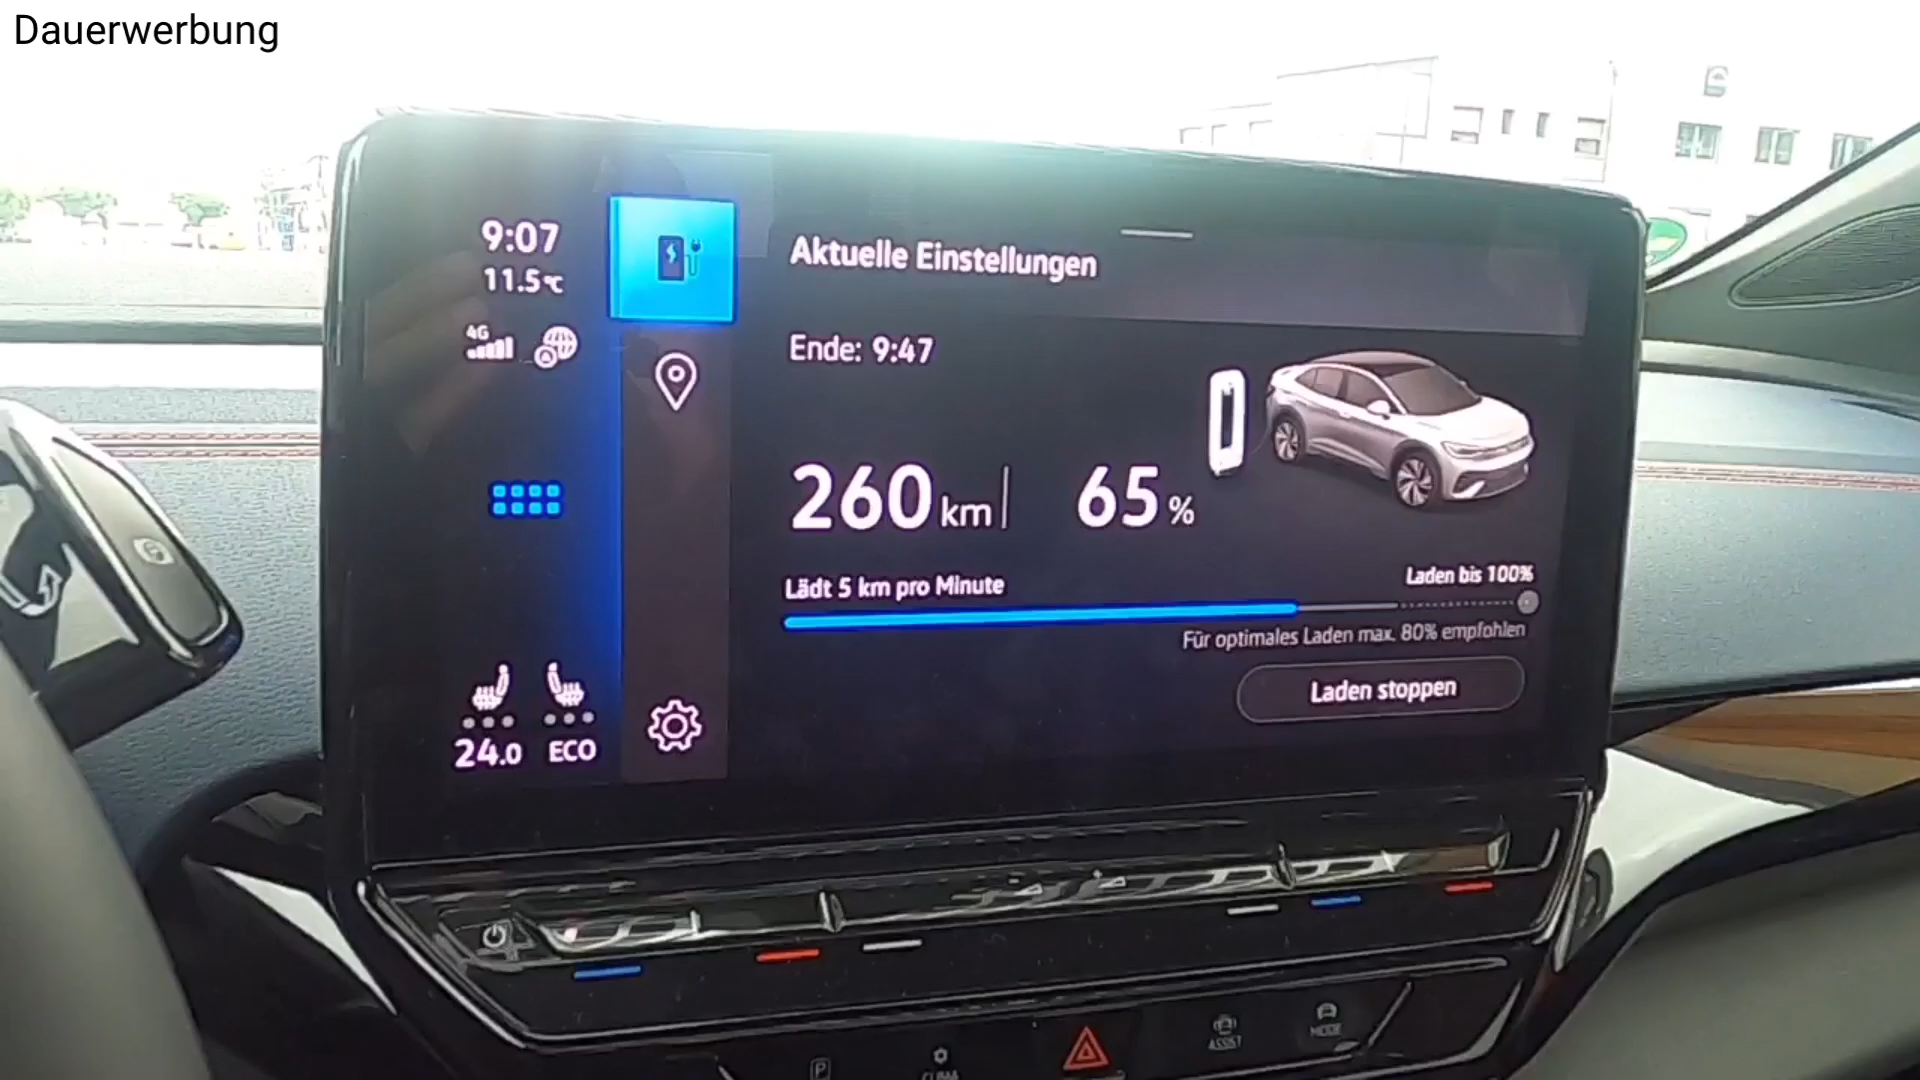 Dauerwerbung
9:07
11.5°C
4G
Aktuelle Einstellungen
Ende: 9:47
260 km
65 %
Lädt 5 km pro Minute
Laden bis 100%
Für optimales Laden max. 80% empfohlen
Laden stoppen
24.0
ECO
P
CLIMA
ASSIST
MODE